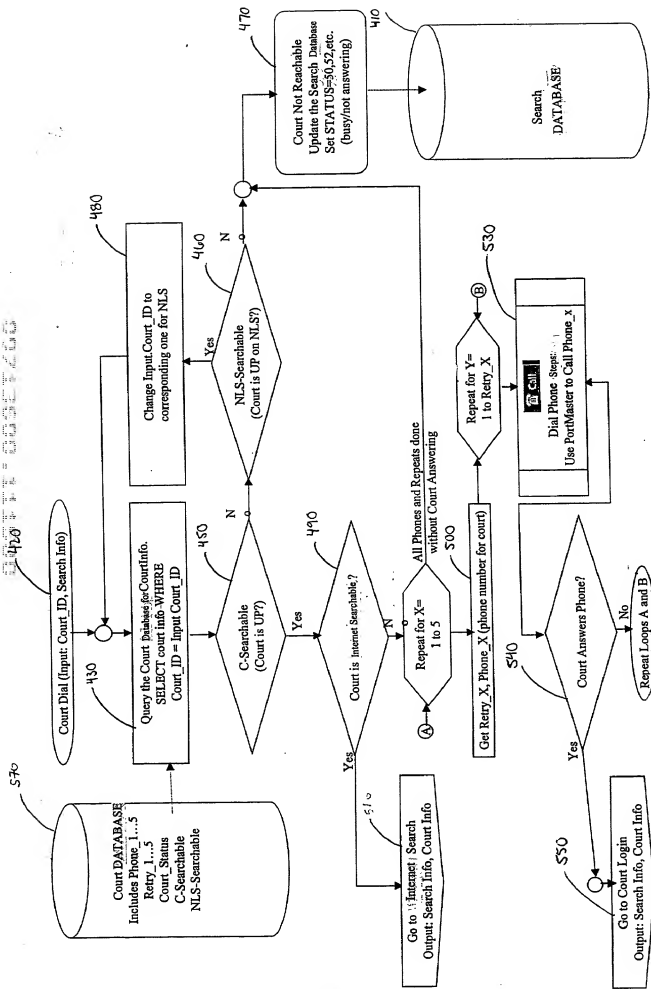 420
Court Dial (Input: Court_ID, Search Info)
570
Court DATABASE
Includes Phone_1...5
Retry_1...5
Court_Status
C-Searchable
NLS-Searchable
430
Query the Court Database for CourtInfo.
SELECT court info WHERE
Court_ID = Input Court_ID
480
Change Input.Court_ID to
corresponding one for NLS
450
C-Searchable
(Court is UP?)
N
Yes
460
NLS-Searchable
(Court is UP on NLS?)
Yes
N
470
Court Not Reachable
Update the Search Database
Set STATUS=50,52,etc.
(busy/not answering)
410
Search
DATABASE
490
Court is Internet Searchable?
Yes
N
510
Go to Internet Search
Output: Search Info, Court Info
A
Repeat for X=
1 to 5
All Phones and Repeats done
without Court Answering
500
Get Retry_X, Phone_X (phone number for court)
Repeat for Y=
1 to Retry_X
B
530
Call
Dial Phone Steps:
Use PortMaster to Call Phone_x
540
Court Answers Phone?
Yes
No
Repeat Loops A and B
550
Go to Court Login
Output: Search Info, Court Info